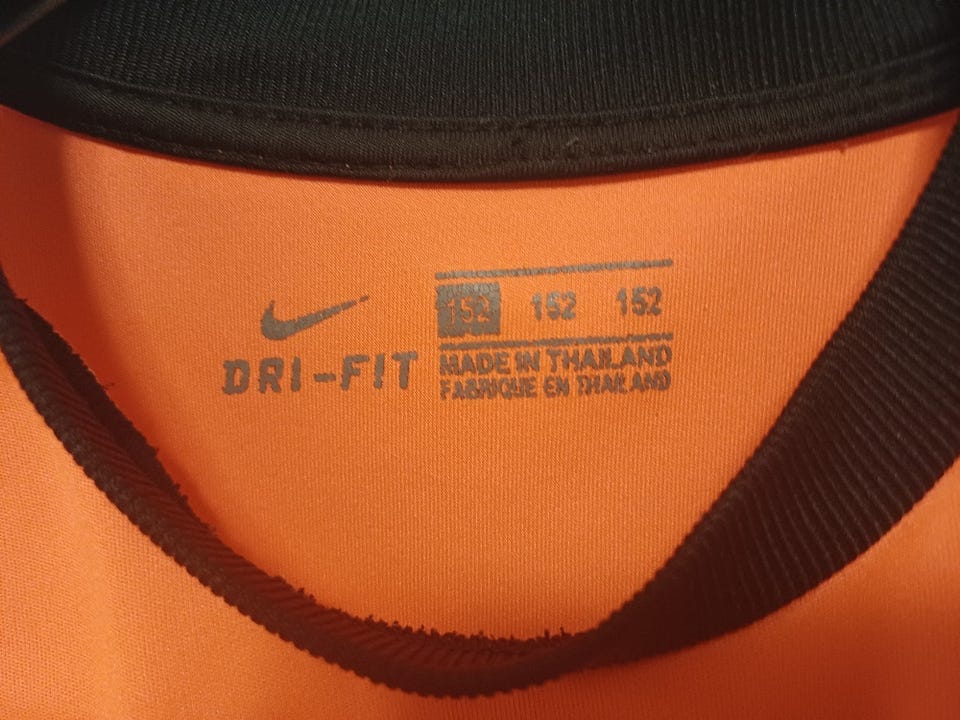 152 152 152
DRI-FIT
MADE IN THAILAND
FABRIQUE EN THAILAND